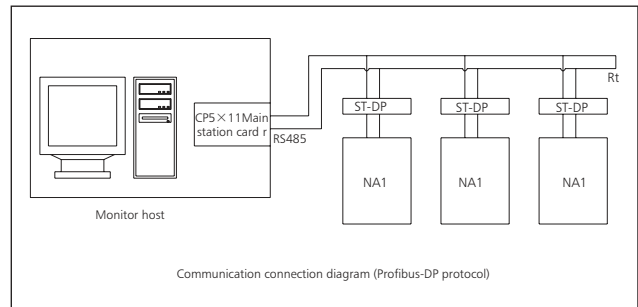 CP5×11Main
station card r
RS485
Rt
ST-DP
ST-DP
ST-DP
NA1
NA1
NA1
Monitor host
Communication connection diagram (Profibus-DP protocol)